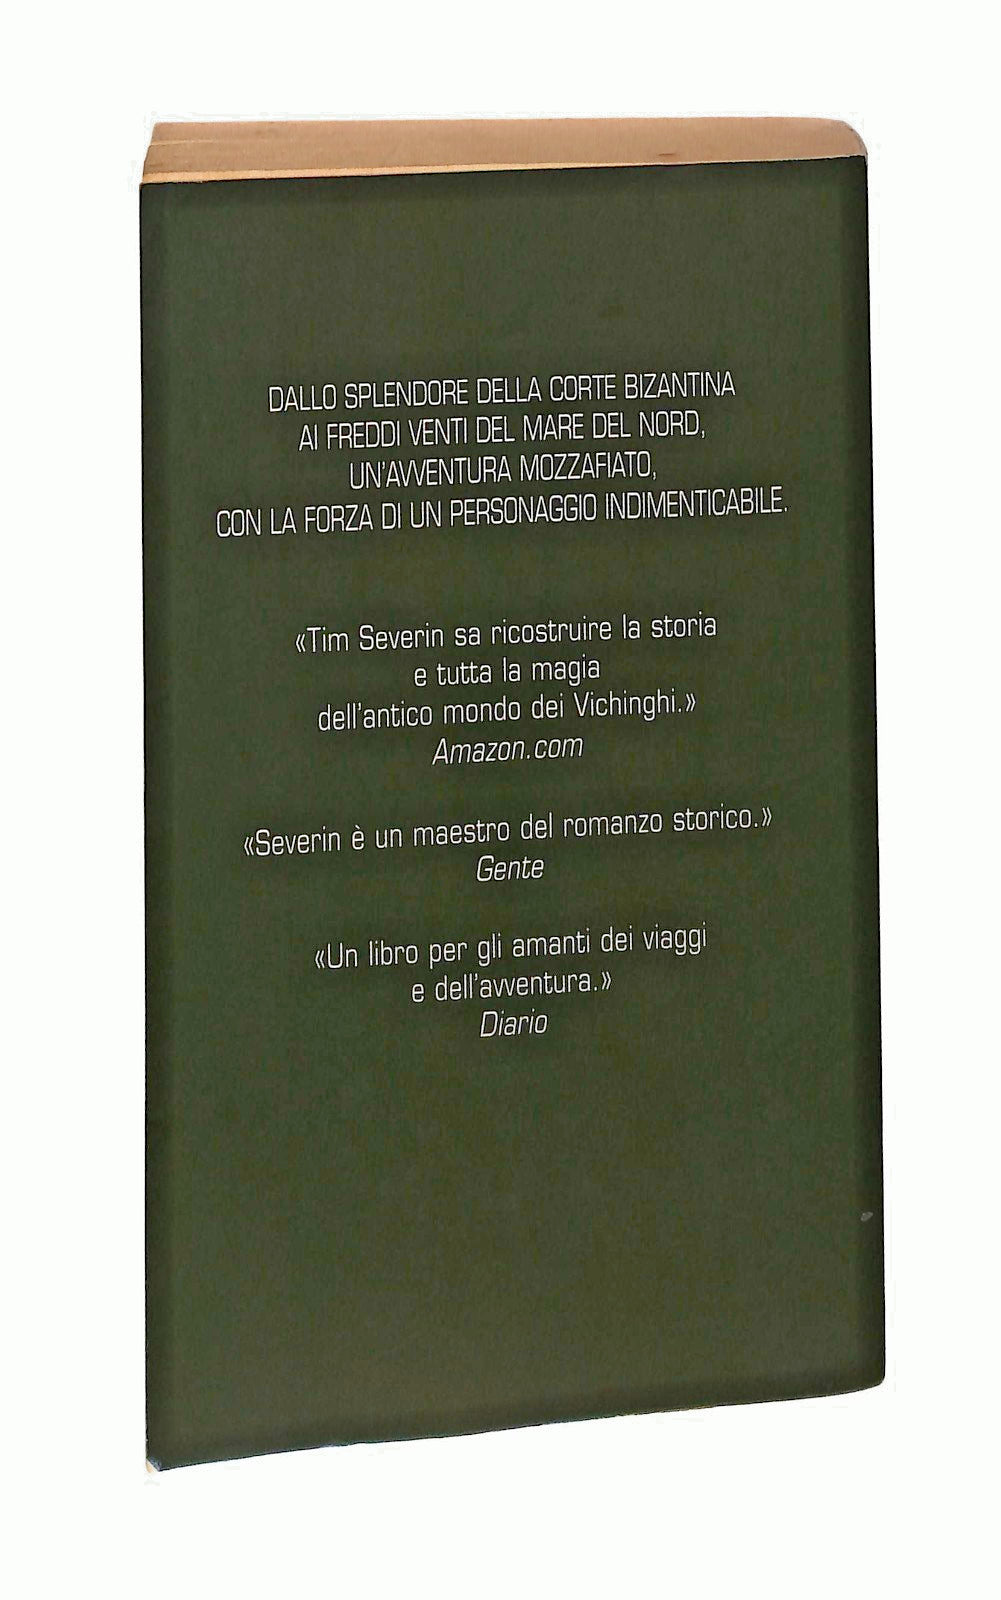 DALLO SPLENDORE DELLA CORTE BIZANTINA
AI FREDDI VENTI DEL MARE DEL NORD,
UN'AVVENTURA MOZZAFIATO,
CON LA FORZA DI UN PERSONAGGIO INDIMENTICABILE.
«Tim Severin sa ricostruire la storia
e tutta la magia
dell'antico mondo dei Vichinghi.»
Amazon.com
«Severin è un maestro del romanzo storico.»
Gente
«Un libro per gli amanti dei viaggi
e dell'avventura.»
Diario